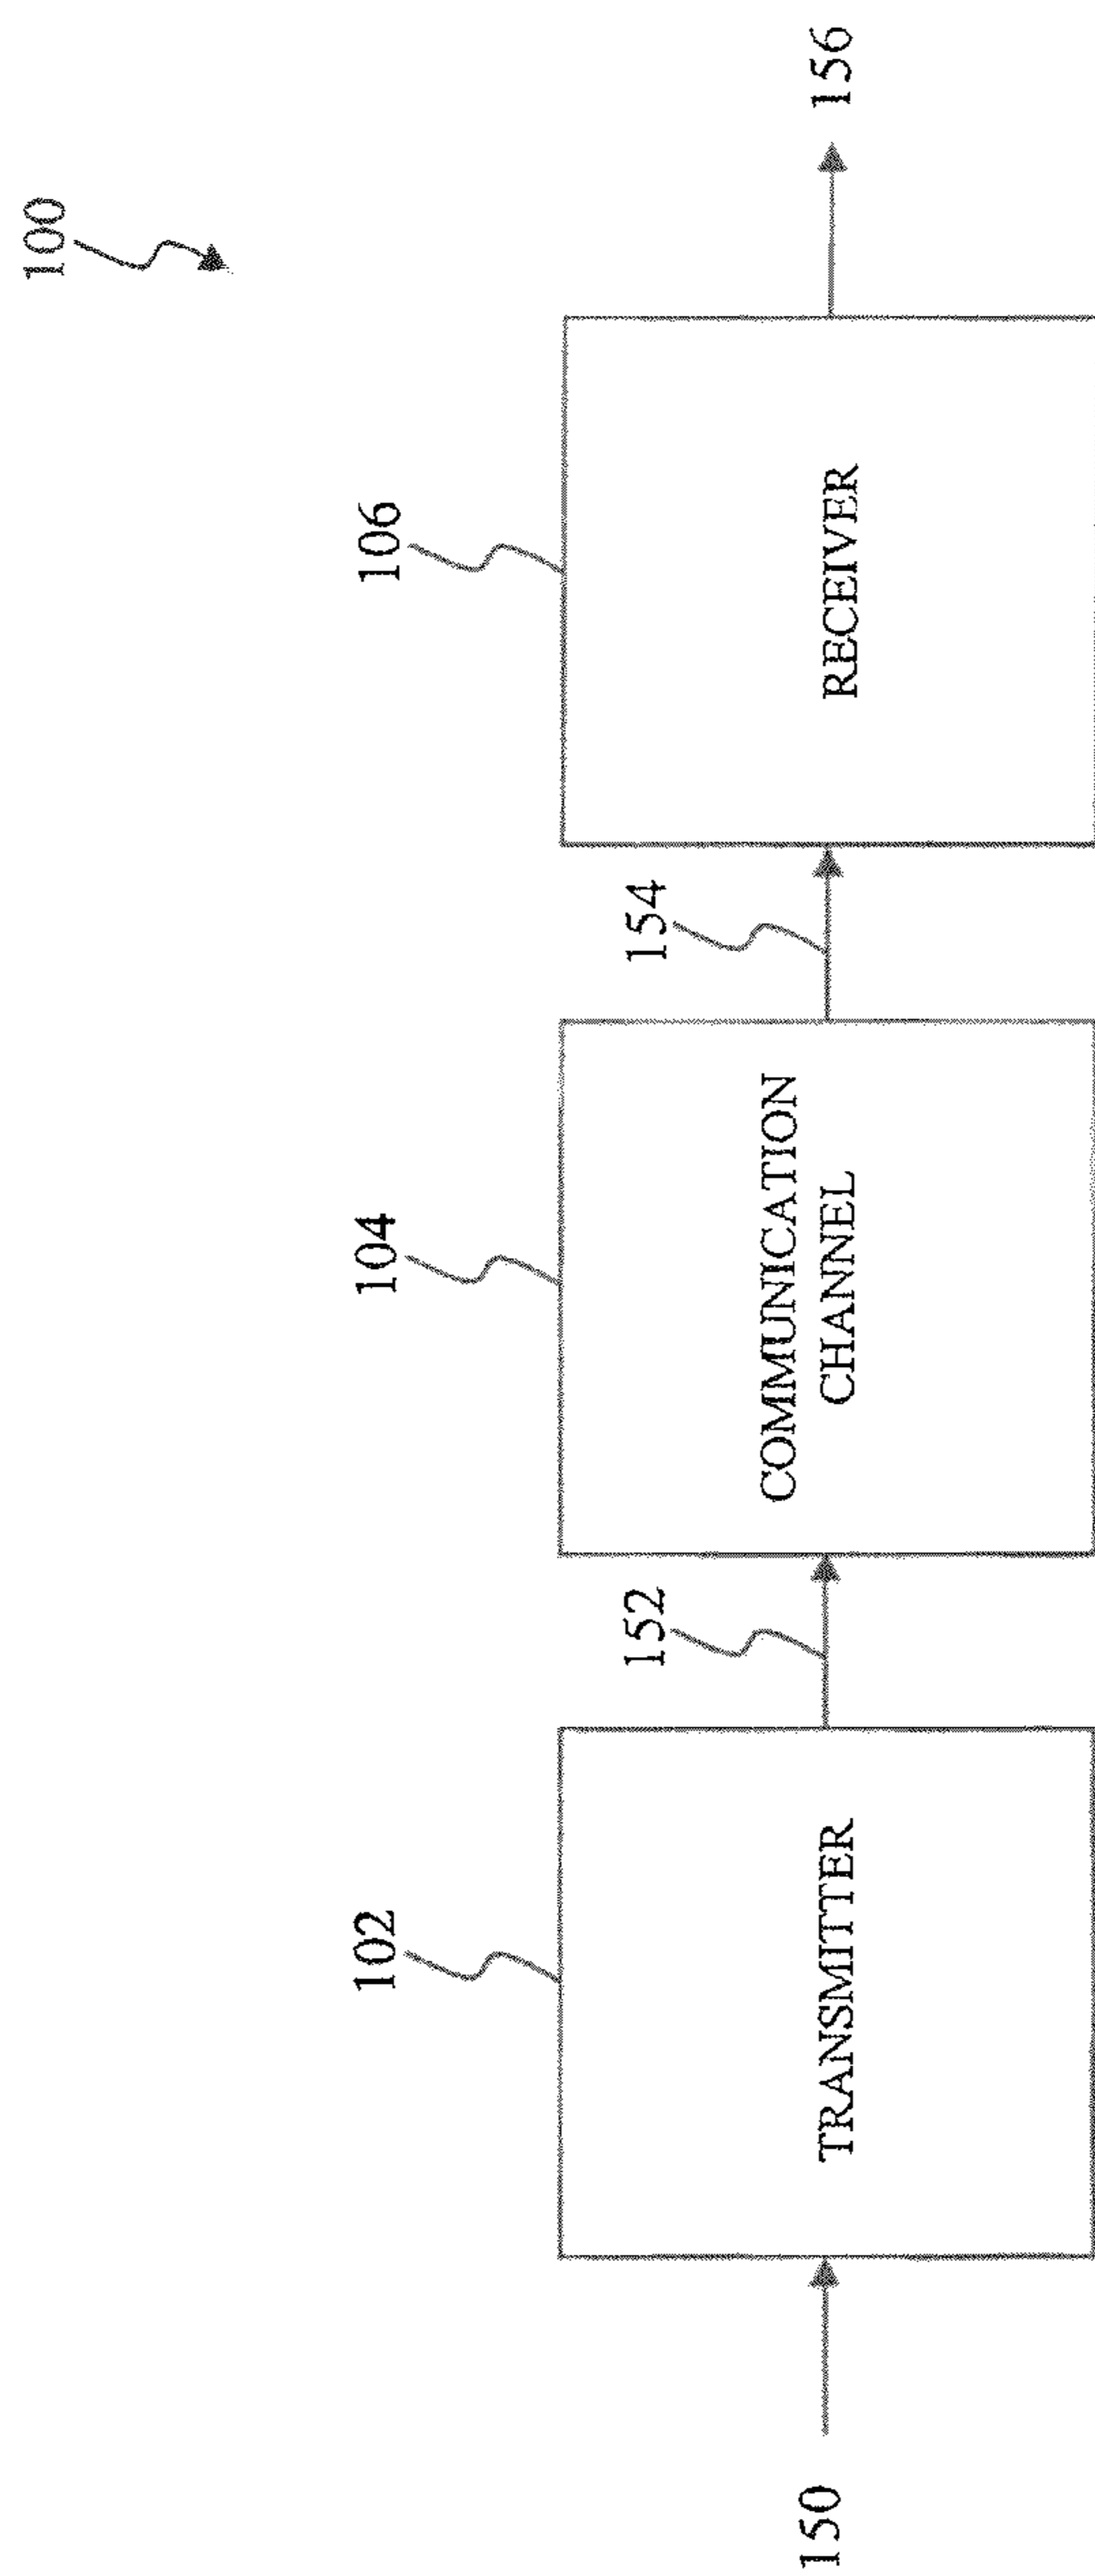 100
102
104
106
150
TRANSMITTER
152
COMMUNICATION
CHANNEL
154
RECEIVER
156